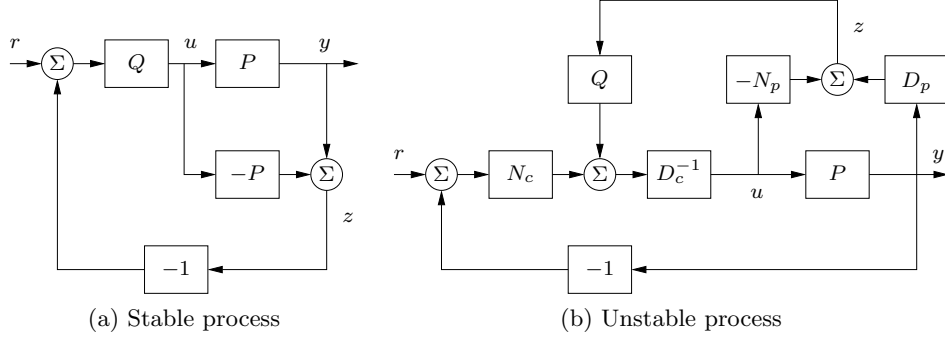 r
Σ
Q
u
P
y
−P
Σ
z
−1
(a) Stable process
z
Q
−N_p
Σ
D_p
r
Σ
N_c
Σ
D_c^{-1}
u
P
y
−1
(b) Unstable process